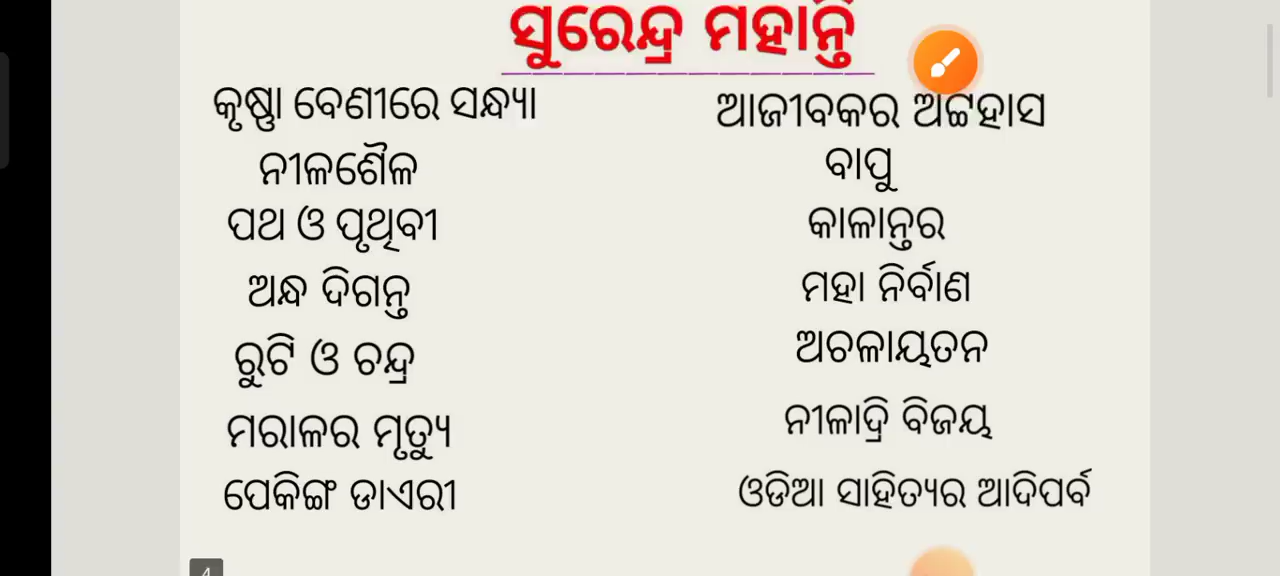 ସୁରେନ୍ଦ୍ର ମହାନ୍ତି
କୃଷ୍ଣା ବେଣୀରେ ସନ୍ଧ୍ୟା
ନୀଳଶୈଳ
ପଥ ଓ ପୃଥିବୀ
ଅନ୍ଧ ଦିଗନ୍ତ
ରୁଟି ଓ ଚନ୍ଦ୍ର
ମରାଳର ମୃତ୍ୟୁ
ପେକିଙ୍ଗ ଡାଏରୀ
ଆଜୀବକର ଅଟ୍ଟହାସ
ବାପୁ
କାଳାନ୍ତର
ମହା ନିର୍ବାଣ
ଅଚଳାୟତନ
ନୀଳାଦ୍ରି ବିଜୟ
ଓଡିଆ ସାହିତ୍ୟର ଆଦିପର୍ବ